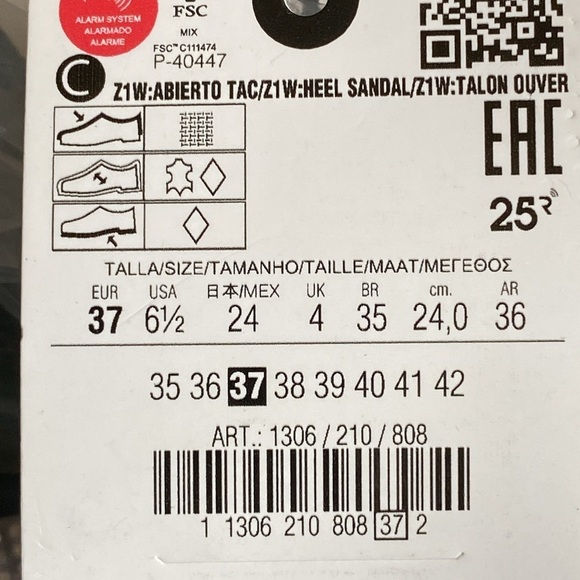 ALARM SYSTEM
ALARMADO
ALARME
FSC
MIX
FSC™ C111474
P-40447
C
Z1W:ABIERTO TAC/Z1W:HEEL SANDAL/Z1W:TALON OUVER
EAC
25R
TALLA/SIZE/TAMANHO/TAILLE/MAAT/ΜΕΓΕΘΟΣ
EUR USA 日本/MEX UK BR cm. AR
37 6½ 24 4 35 24,0 36
35 36 37 38 39 40 41 42
ART.: 1306 / 210 / 808
1 1306 210 808 37 2